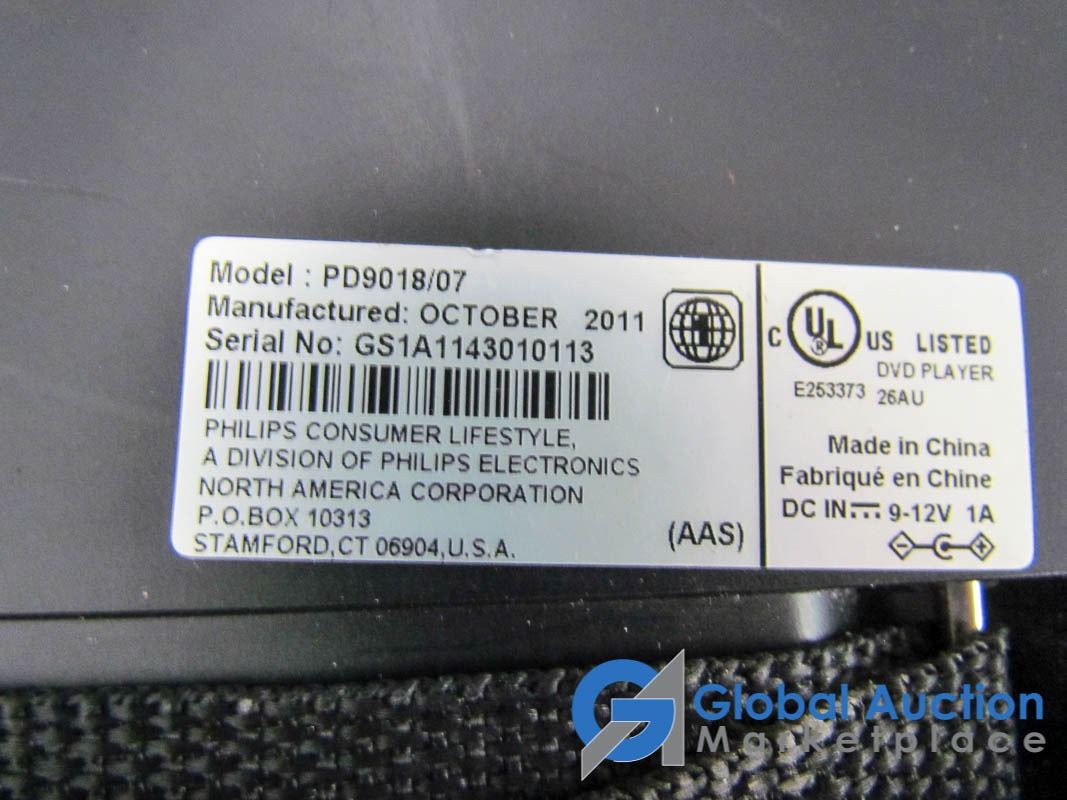 Model : PD9018/07
Manufactured: OCTOBER 2011
Serial No: GS1A1143010113
PHILIPS CONSUMER LIFESTYLE,
A DIVISION OF PHILIPS ELECTRONICS
NORTH AMERICA CORPORATION
P.O.BOX 10313
STAMFORD,CT 06904,U.S.A.
(AAS)
1
C UL ® US LISTED
DVD PLAYER
E253373 26AU
Made in China
Fabriqué en Chine
DC IN 9-12V 1A
GA Global Auction
Marketplace